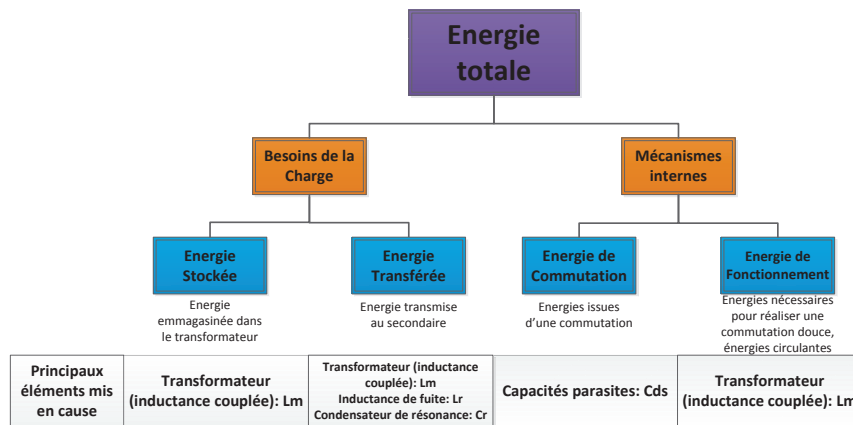 Energie
totale
Besoins de la
Charge
Mécanismes
internes
Energie
Stockée
Energie
Transférée
Energie de
Commutation
Energie de
Fonctionnement
Energie
emmagasinée dans
le transformateur
Energie transmise
au secondaire
Energies issues
d'une commutation
Energies nécessaires
pour réaliser une
commutation douce,
énergies circulantes
Principaux
éléments mis
en cause
Transformateur
(inductance couplée): Lm
Transformateur (inductance
couplée): Lm
Inductance de fuite: Lr
Condensateur de résonance: Cr
Capacités parasites: Cds
Transformateur
(inductance couplée): Lm